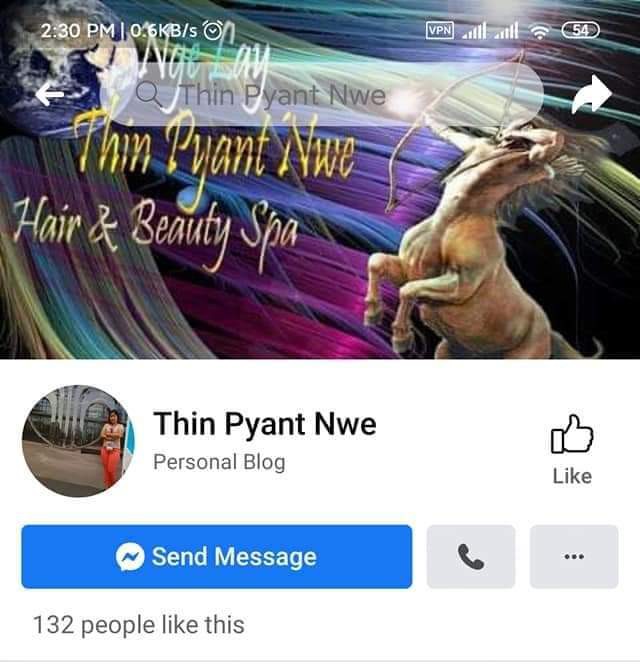 2:30 PM | 0.6KB/s
VPN
54
Nge Lay
Thin Pyant Nwe
Thin Pyant Nwe
Hair & Beauty Spa
Thin Pyant Nwe
Personal Blog
Like
Send Message
132 people like this